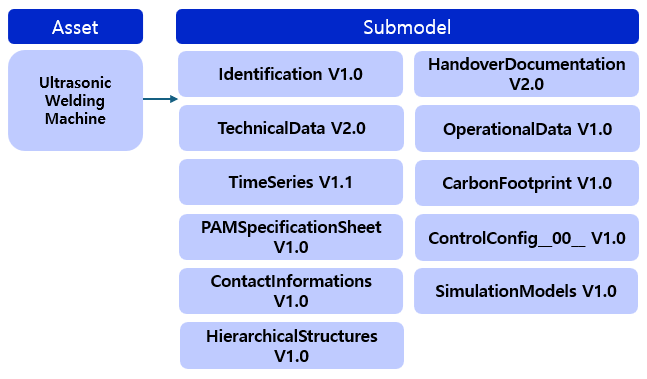 Asset
Submodel
Ultrasonic
Welding
Machine
Identification V1.0
TechnicalData V2.0
TimeSeries V1.1
PAMSpecificationSheet
V1.0
ContactInformations
V1.0
HierarchicalStructures
V1.0
HandoverDocumentation
V2.0
OperationalData V1.0
CarbonFootprint V1.0
ControlConfig__00__ V1.0
SimulationModels V1.0